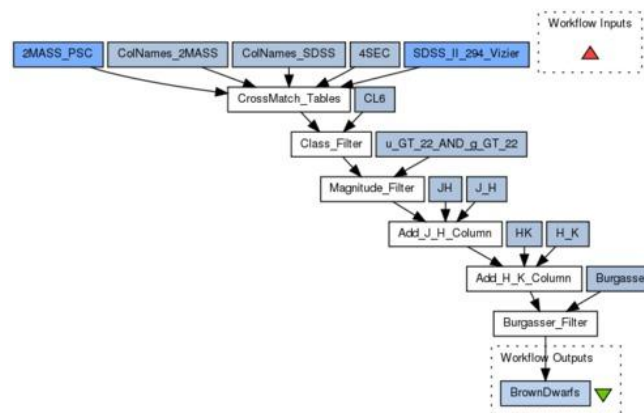 Workflow Inputs
2MASS_PSC
ColNames_2MASS
ColNames_SDSS
4SEC
SDSS_II_294_Vizier
CrossMatch_Tables
CL6
Class_Filter
u_GT_22_AND_g_GT_22
Magnitude_Filter
JH
J_H
Add_J_H_Column
HK
H_K
Add_H_K_Column
Burgasse
Burgasser_Filter
Workflow Outputs
BrownDwarfs